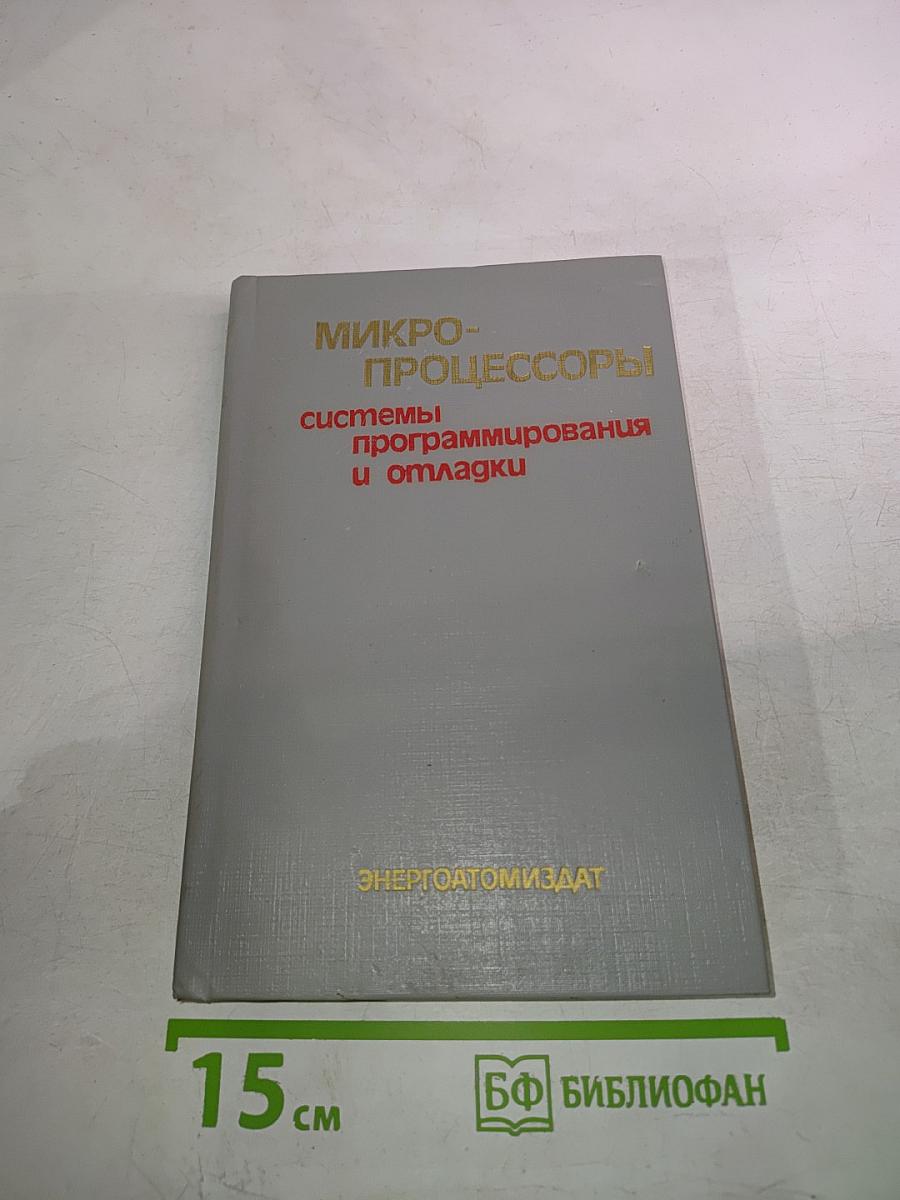 МИКРО-
ПРОЦЕССОРЫ
системы
программирования
и отладки
ЭНЕРГОАТОМИЗДАТ
15 см
БФ БИБЛИОФАН